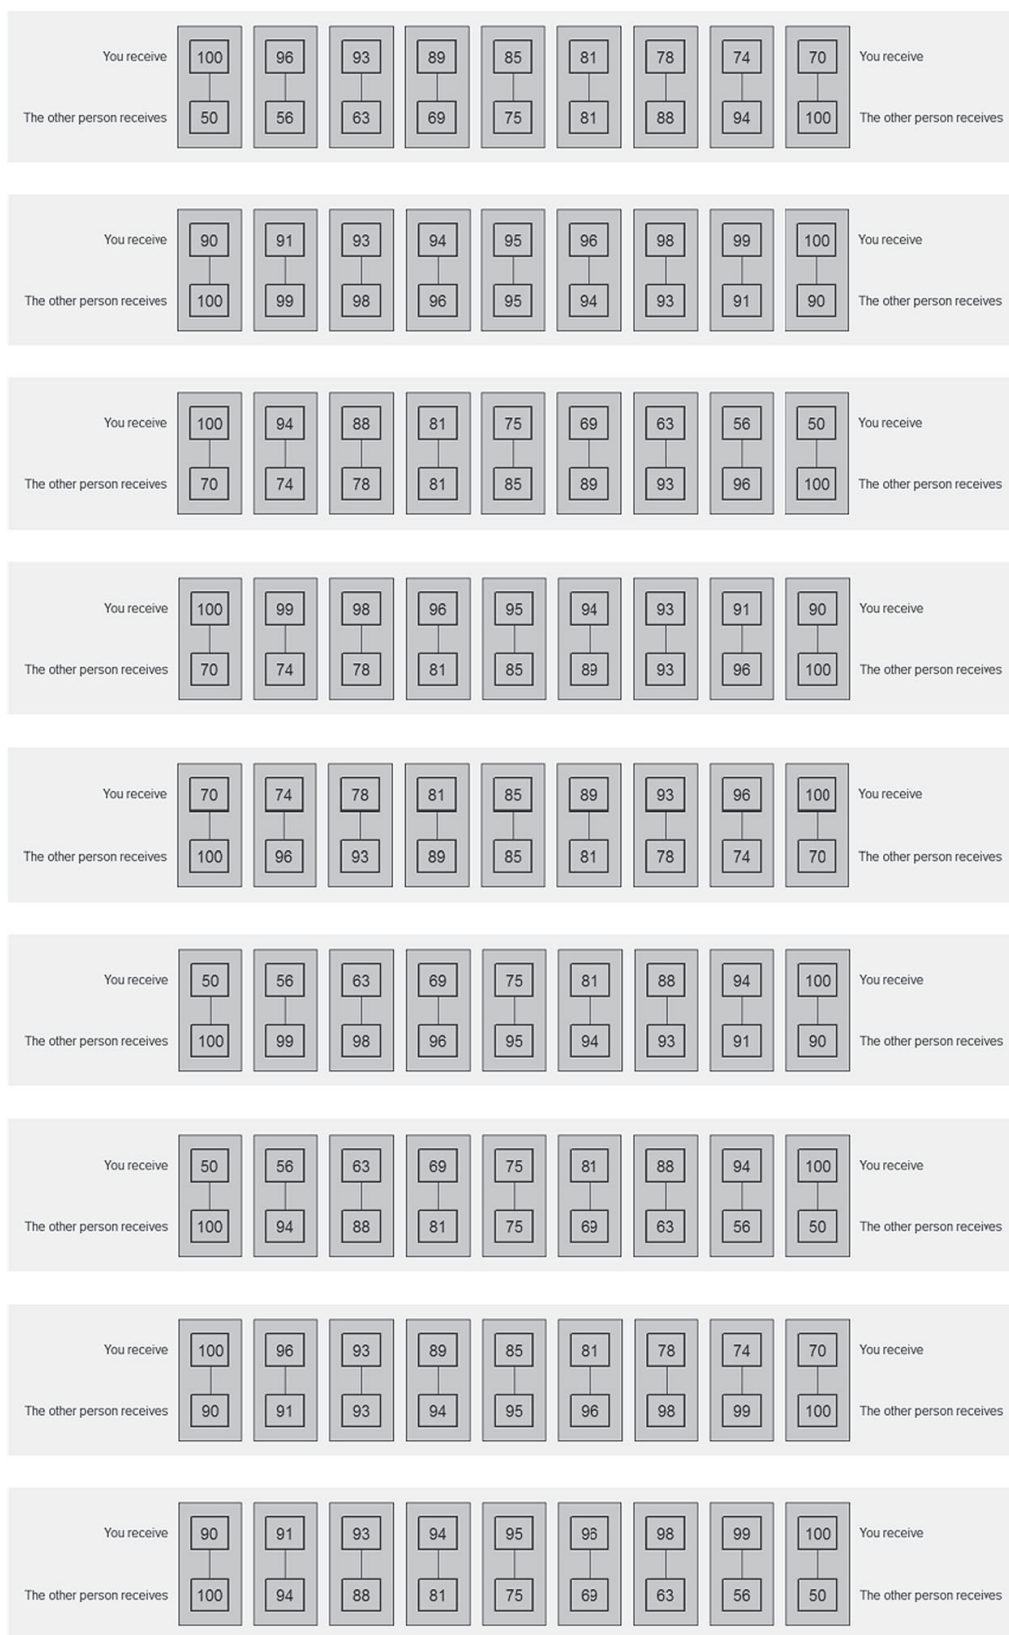 You receive 100 96 93 89 85 81 78 74 70 You receive
The other person receives 50 56 63 69 75 81 88 94 100 The other person receives
You receive 90 91 93 94 95 96 98 99 100 You receive
The other person receives 100 99 98 96 95 94 93 91 90 The other person receives
You receive 100 94 88 81 75 69 63 56 50 You receive
The other person receives 70 74 78 81 85 89 93 96 100 The other person receives
You receive 100 99 98 96 95 94 93 91 90 You receive
The other person receives 70 74 78 81 85 89 93 96 100 The other person receives
You receive 70 74 78 81 85 89 93 96 100 You receive
The other person receives 100 96 93 89 85 81 78 74 70 The other person receives
You receive 50 56 63 69 75 81 88 94 100 You receive
The other person receives 100 99 98 96 95 94 93 91 90 The other person receives
You receive 50 56 63 69 75 81 88 94 100 You receive
The other person receives 100 94 88 81 75 69 63 56 50 The other person receives
You receive 100 96 93 89 85 81 78 74 70 You receive
The other person receives 90 91 93 94 95 96 98 99 100 The other person receives
You receive 90 91 93 94 95 96 98 99 100 You receive
The other person receives 100 94 88 81 75 69 63 56 50 The other person receives